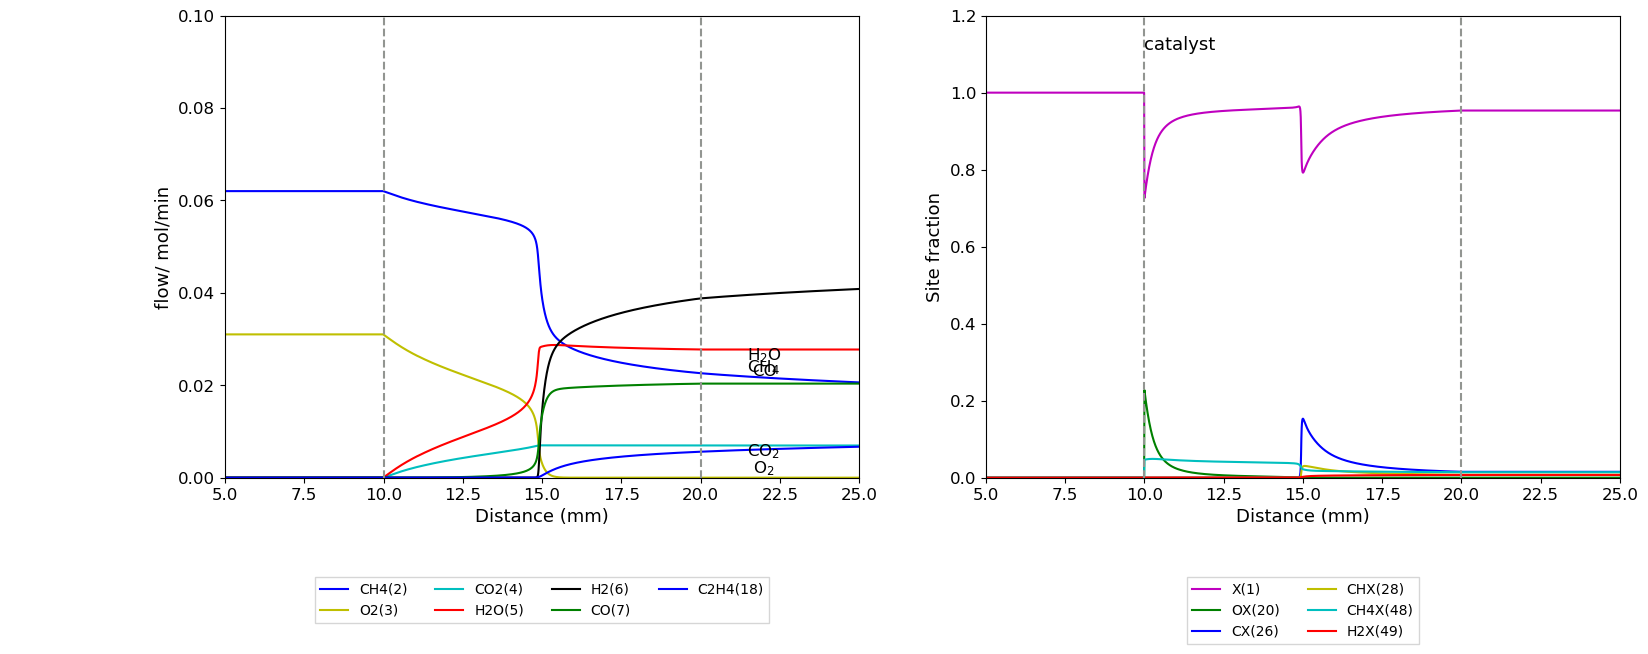 0.10
0.08
0.06
0.04
0.02
0.00
flow/ mol/min
H₂O
CH₄
CO
CO₂
O₂
5.0 7.5 10.0 12.5 15.0 17.5 20.0 22.5 25.0
Distance (mm)
CH4(2) CO2(4) H2(6) C2H4(18)
O2(3) H2O(5) CO(7)
1.2
1.0
0.8
0.6
0.4
0.2
0.0
Site fraction
catalyst
5.0 7.5 10.0 12.5 15.0 17.5 20.0 22.5 25.0
Distance (mm)
X(1) CHX(28)
OX(20) CH4X(48)
CX(26) H2X(49)